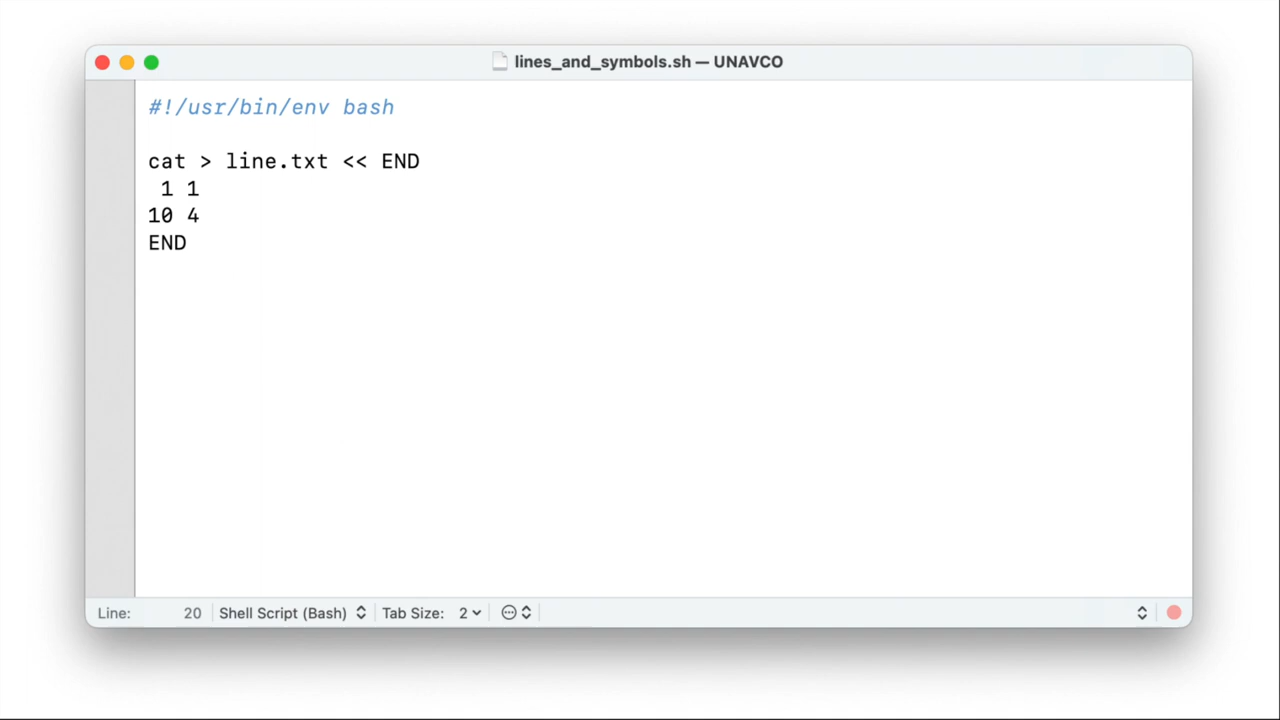 lines_and_symbols.sh — UNAVCO
#!/usr/bin/env bash
cat > line.txt << END
 1 1
10 4
END
Line: 20 Shell Script (Bash) Tab Size: 2